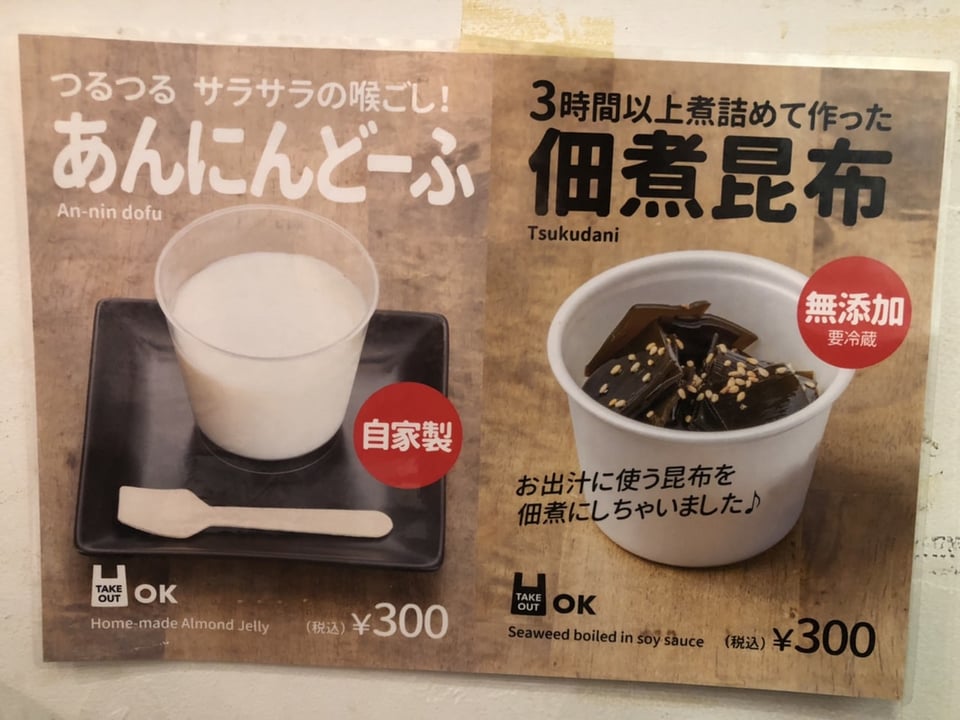 つるつる サラサラの喉ごし！
あんにんどーふ
An-nin dofu
自家製
TAKE OUT OK
Home-made Almond Jelly
(税込) ¥300
3時間以上煮詰めて作った
佃煮昆布
Tsukudani
無添加
要冷蔵
お出汁に使う昆布を
佃煮にしちゃいました♪
TAKE OUT OK
Seaweed boiled in soy sauce
(税込) ¥300